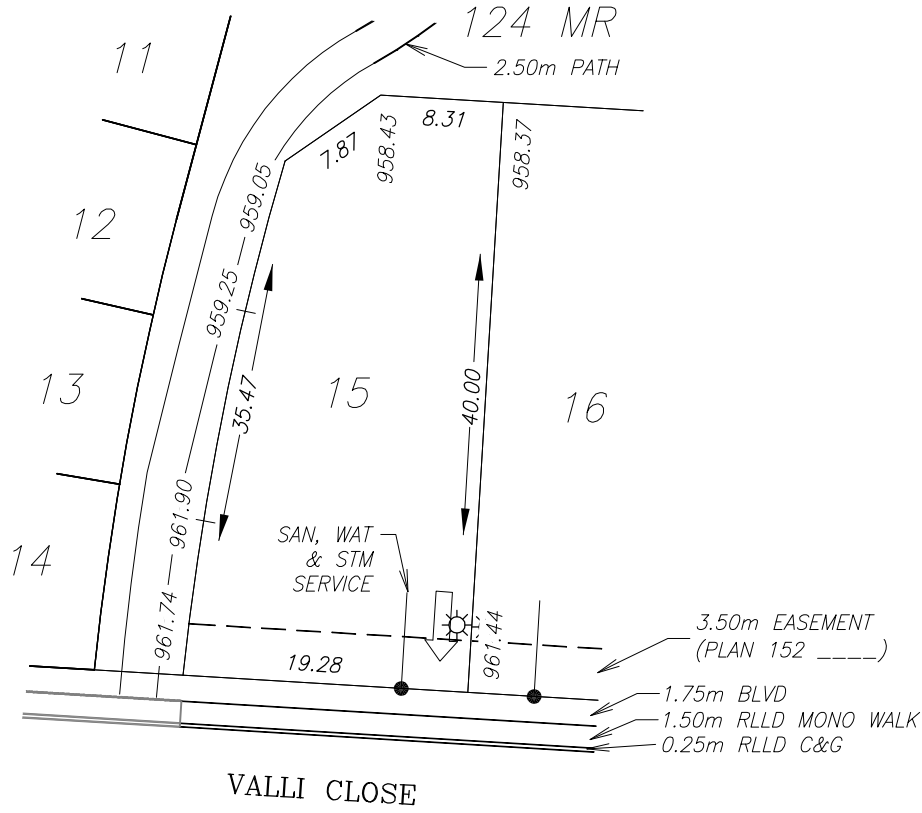 124 MR
11
2.50m PATH
8.31
7.87
958.43
958.37
959.05
12
959.25
13
35.47
15
40.00
16
961.90
SAN, WAT
& STM
SERVICE
14
961.74
961.44
3.50m EASEMENT
(PLAN 152 ____)
19.28
1.75m BLVD
1.50m RLLD MONO WALK
0.25m RLLD C&G
VALLI CLOSE